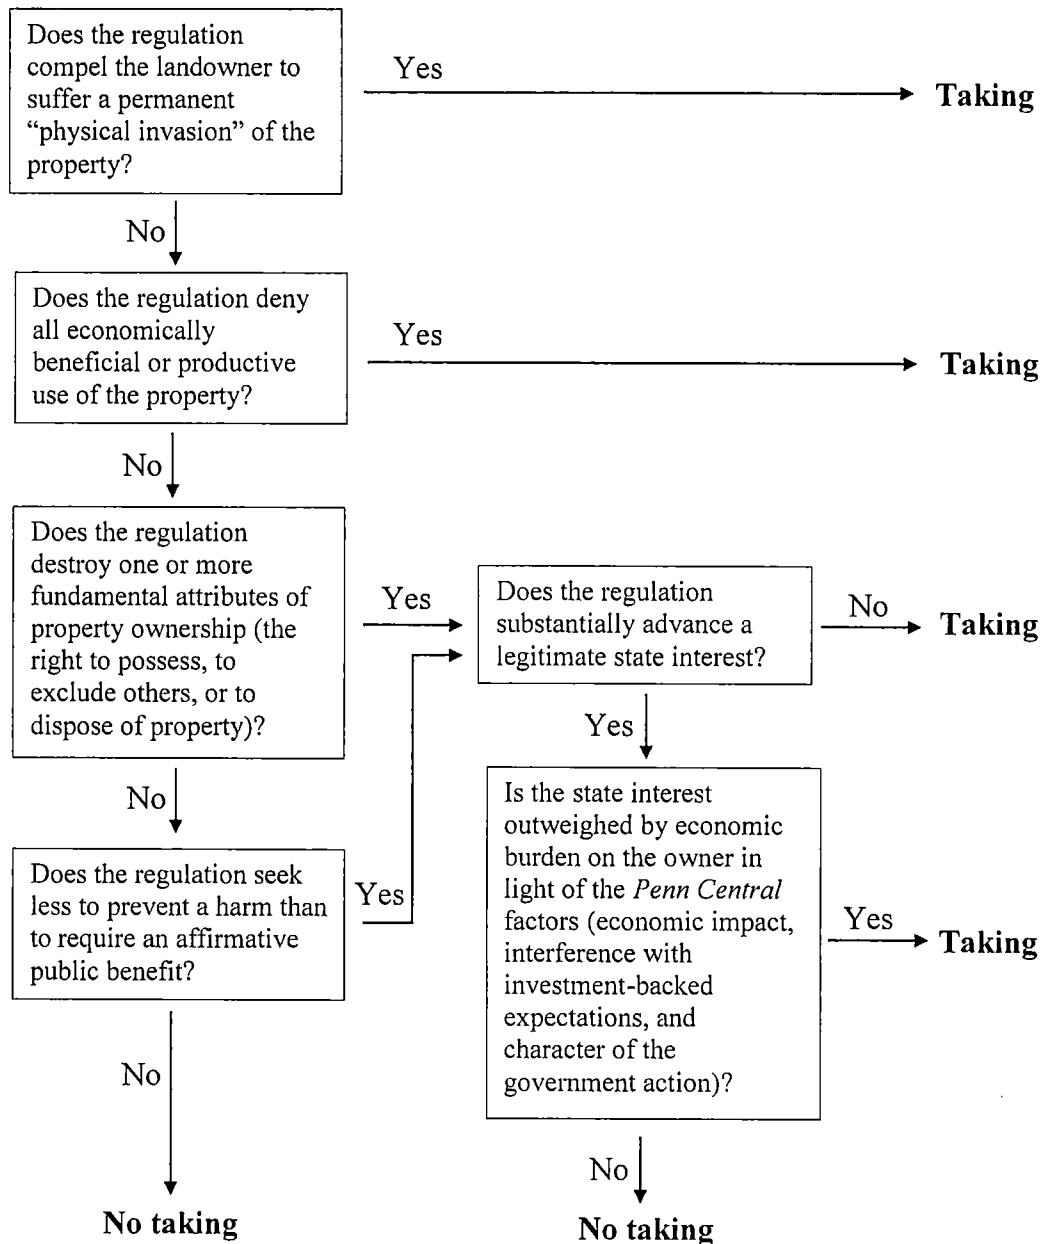 Does the regulation
compel the landowner to
suffer a permanent
“physical invasion” of the
property?
Yes
Taking
No
Does the regulation deny
all economically
beneficial or productive
use of the property?
Yes
Taking
No
Does the regulation
destroy one or more
fundamental attributes of
property ownership (the
right to possess, to
exclude others, or to
dispose of property)?
Yes
Does the regulation
substantially advance a
legitimate state interest?
No
Taking
Yes
No
Is the state interest
outweighed by economic
burden on the owner in
light of the Penn Central
factors (economic impact,
interference with
investment-backed
expectations, and
character of the
government action)?
Yes
Taking
Does the regulation seek
less to prevent a harm than
to require an affirmative
public benefit?
Yes
No
No taking
No
No taking